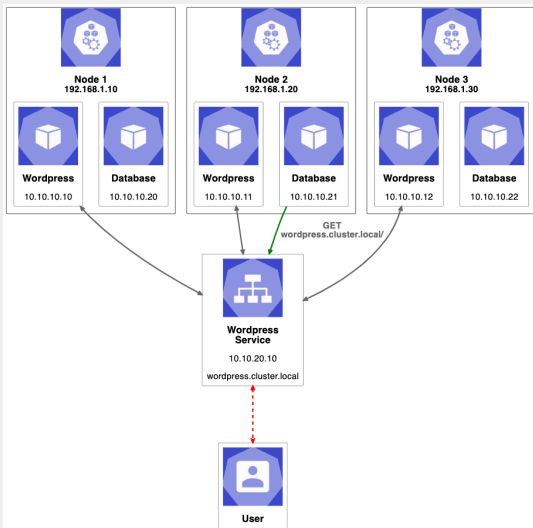 Node 1
192.168.1.10
Node 2
192.168.1.20
Node 3
192.168.1.30
Wordpress
10.10.10.10
Database
10.10.10.20
Wordpress
10.10.10.11
Database
10.10.10.21
Wordpress
10.10.10.12
Database
10.10.10.22
GET
wordpress.cluster.local/
Wordpress
Service
10.10.20.10
wordpress.cluster.local
User